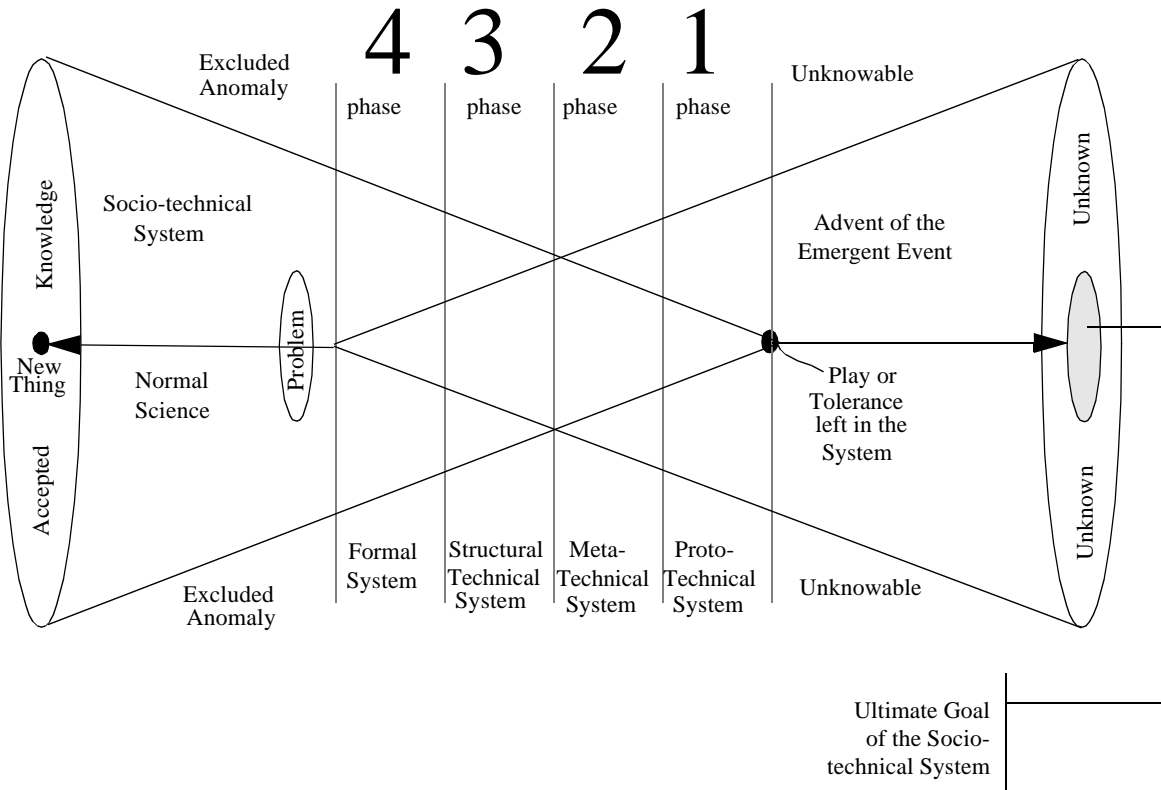 4 3 2 1
Excluded
Anomaly
phase
phase
phase
phase
Unknowable
Knowledge
Accepted
Socio-technical
System
New
Thing
Normal
Science
Problem
Advent of the
Emergent Event
Play or
Tolerance
left in the
System
Unknown
Unknown
Formal
System
Structural
Technical
System
Meta-
Technical
System
Proto-
Technical
System
Excluded
Anomaly
Unknowable
Ultimate Goal
of the Socio-
technical System